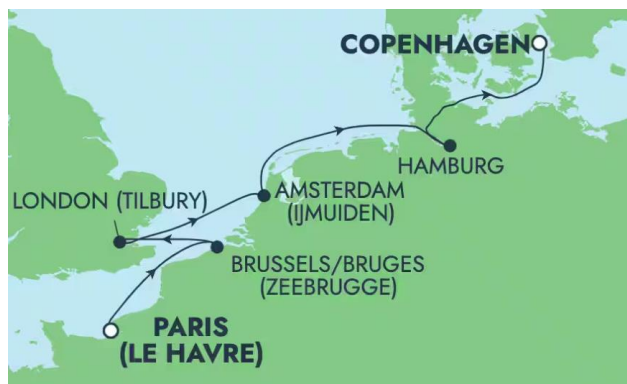 COPENHAGEN
HAMBURG
LONDON (TILBURY)
AMSTERDAM
(IJMUIDEN)
BRUSSELS/BRUGES
(ZEEBRUGGE)
PARIS
(LE HAVRE)